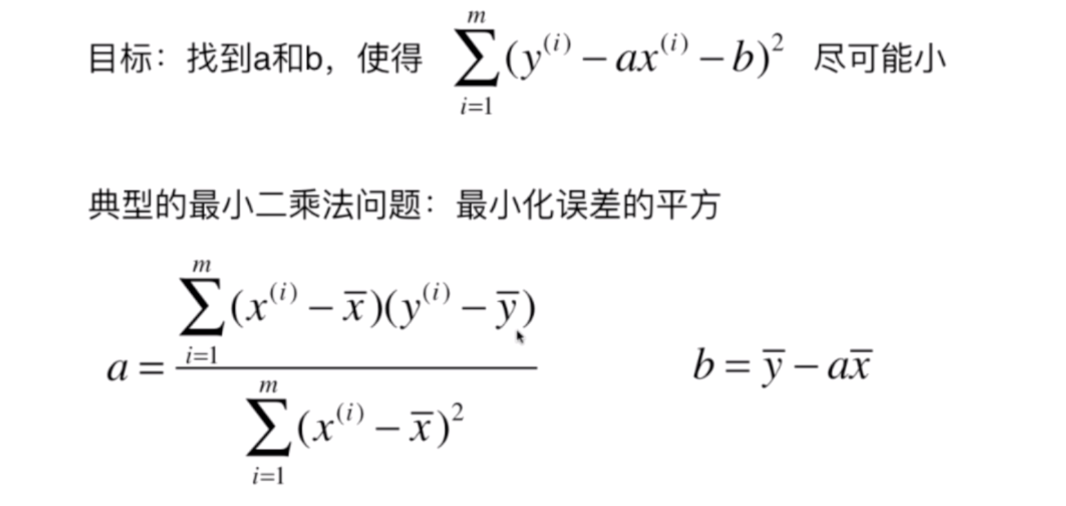 目标：找到a和b，使得 $\sum_{i=1}^{m}(y^{(i)} - ax^{(i)} - b)^2$ 尽可能小
典型的最小二乘法问题：最小化误差的平方
$a = \frac{\sum_{i=1}^{m}(x^{(i)} - \overline{x})(y^{(i)} - \overline{y})}{\sum_{i=1}^{m}(x^{(i)} - \overline{x})^2}$ $b = \overline{y} - a\overline{x}$